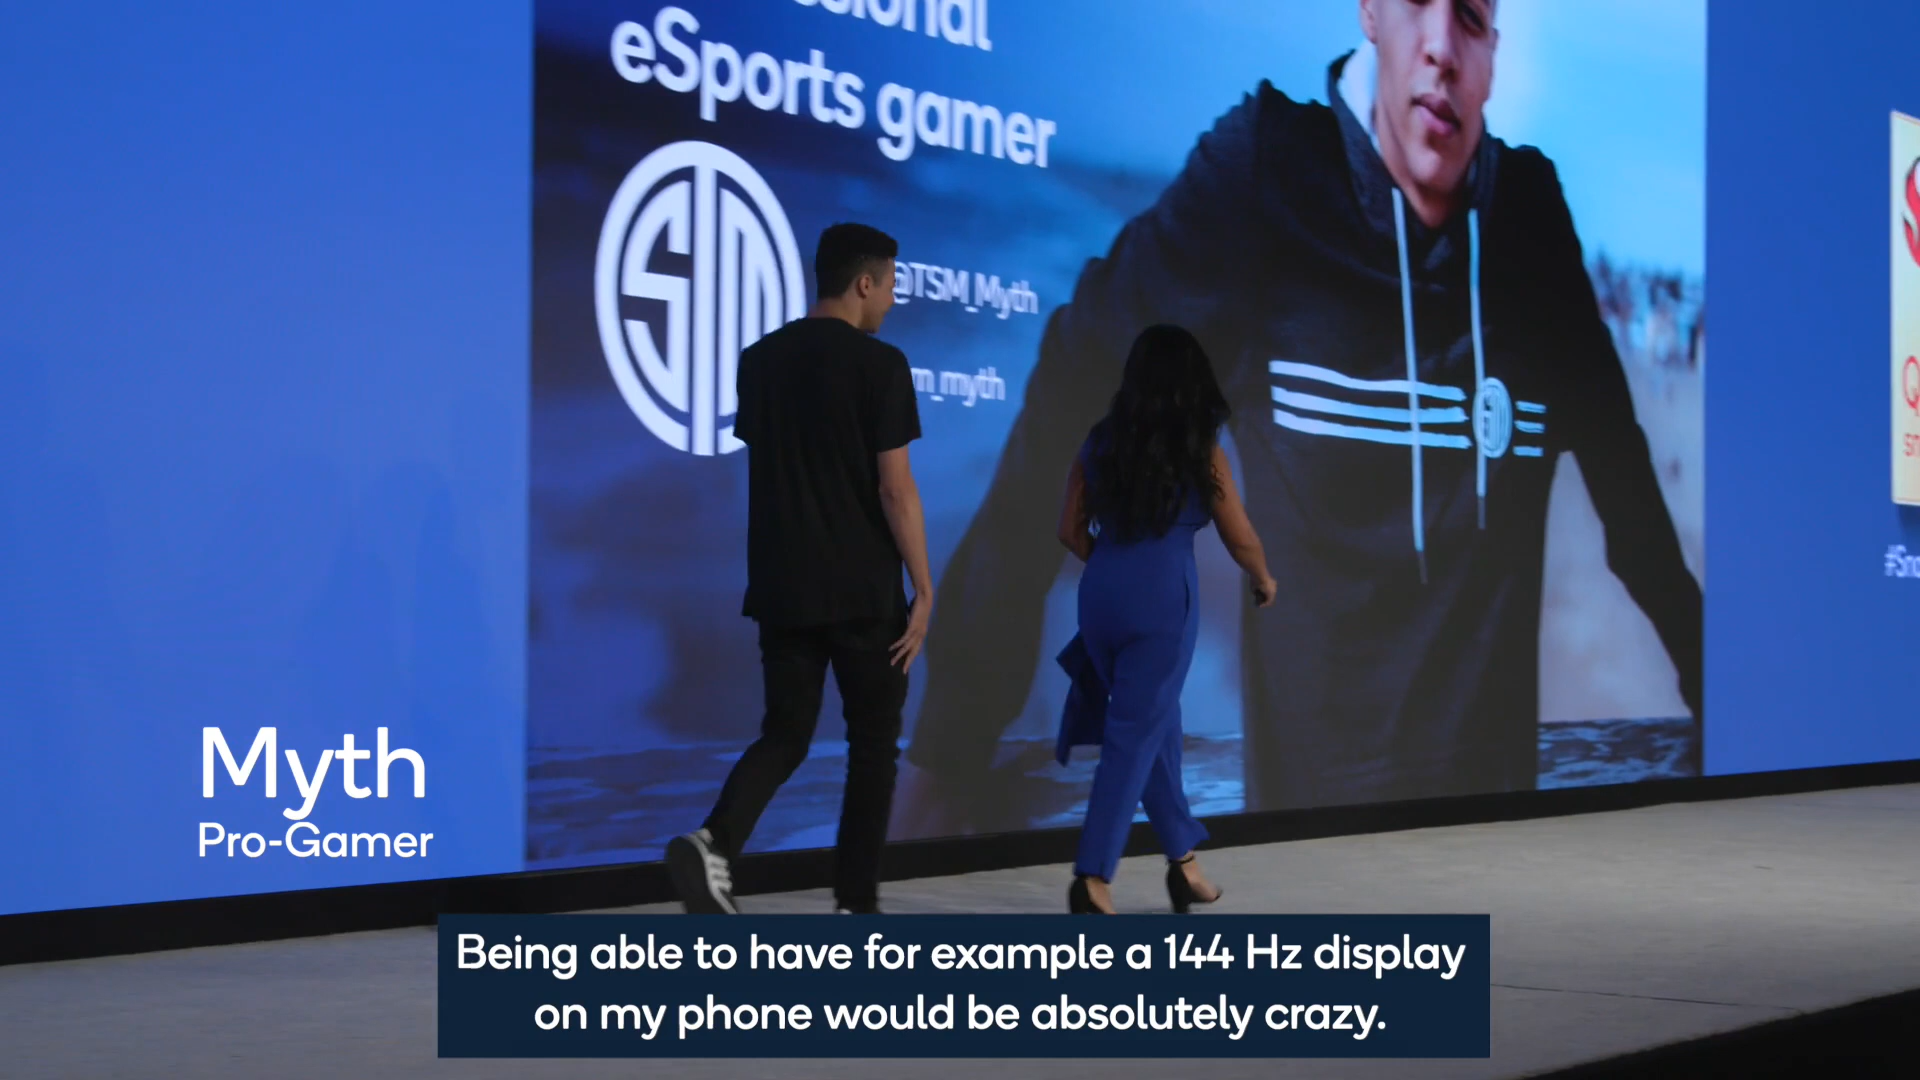 eSports gamer
TSM
@TSM_Myth
Myth
Pro-Gamer
Being able to have for example a 144 Hz display
on my phone would be absolutely crazy.